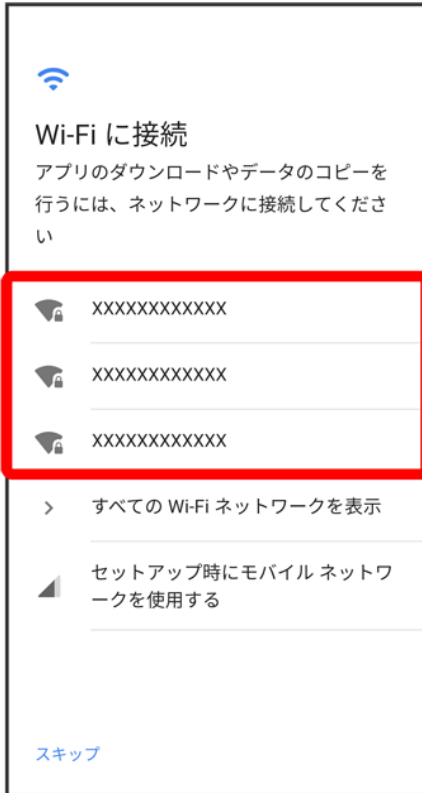 Wi-Fi に接続
アプリのダウンロードやデータのコピーを
行うには、ネットワークに接続してくださ
い
XXXXXXXXXXXX
XXXXXXXXXXXX
XXXXXXXXXXXX
すべての Wi-Fi ネットワークを表示
セットアップ時にモバイル ネットワ
ークを使用する
スキップ